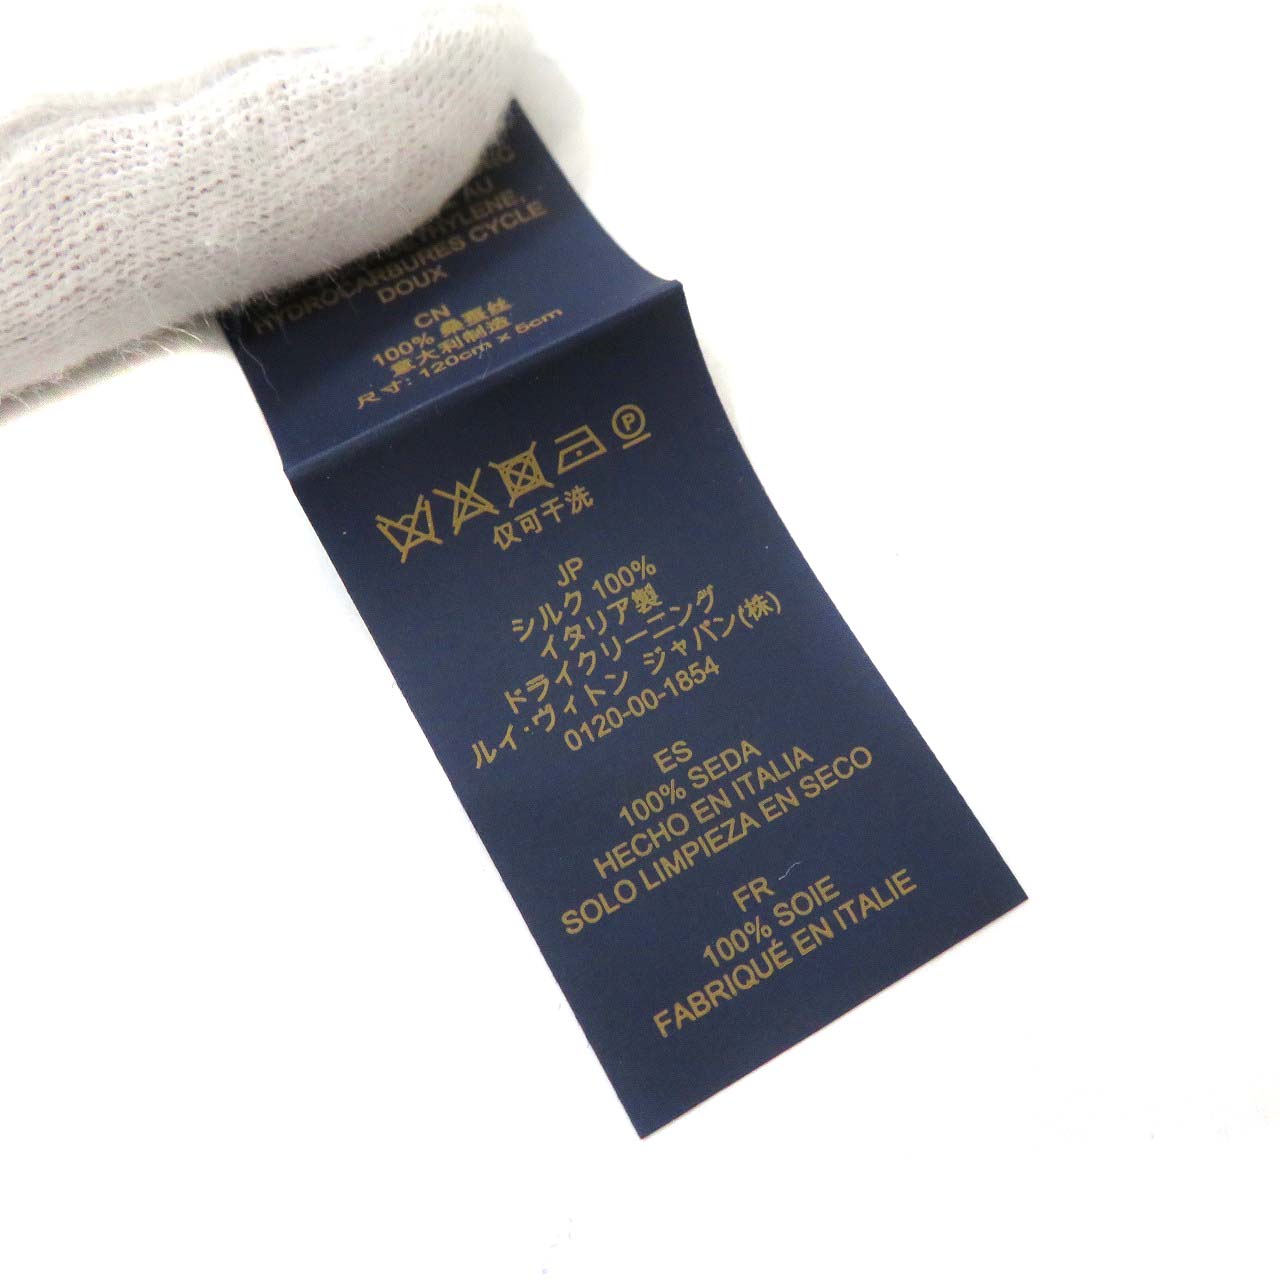 AU
HYDROCARBURES CYCLE
DOUX
CN
100% 桑蚕丝
意大利制造
尺寸: 120cm x 5cm
P
仅可干洗
JP
シルク 100%
イタリア製
ドライクリーニング
ルイ・ヴィトン ジャパン(株)
0120-00-1854
ES
100% SEDA
HECHO EN ITALIA
SOLO LIMPIEZA EN SECO
FR
100% SOIE
FABRIQUÉ EN ITALIE